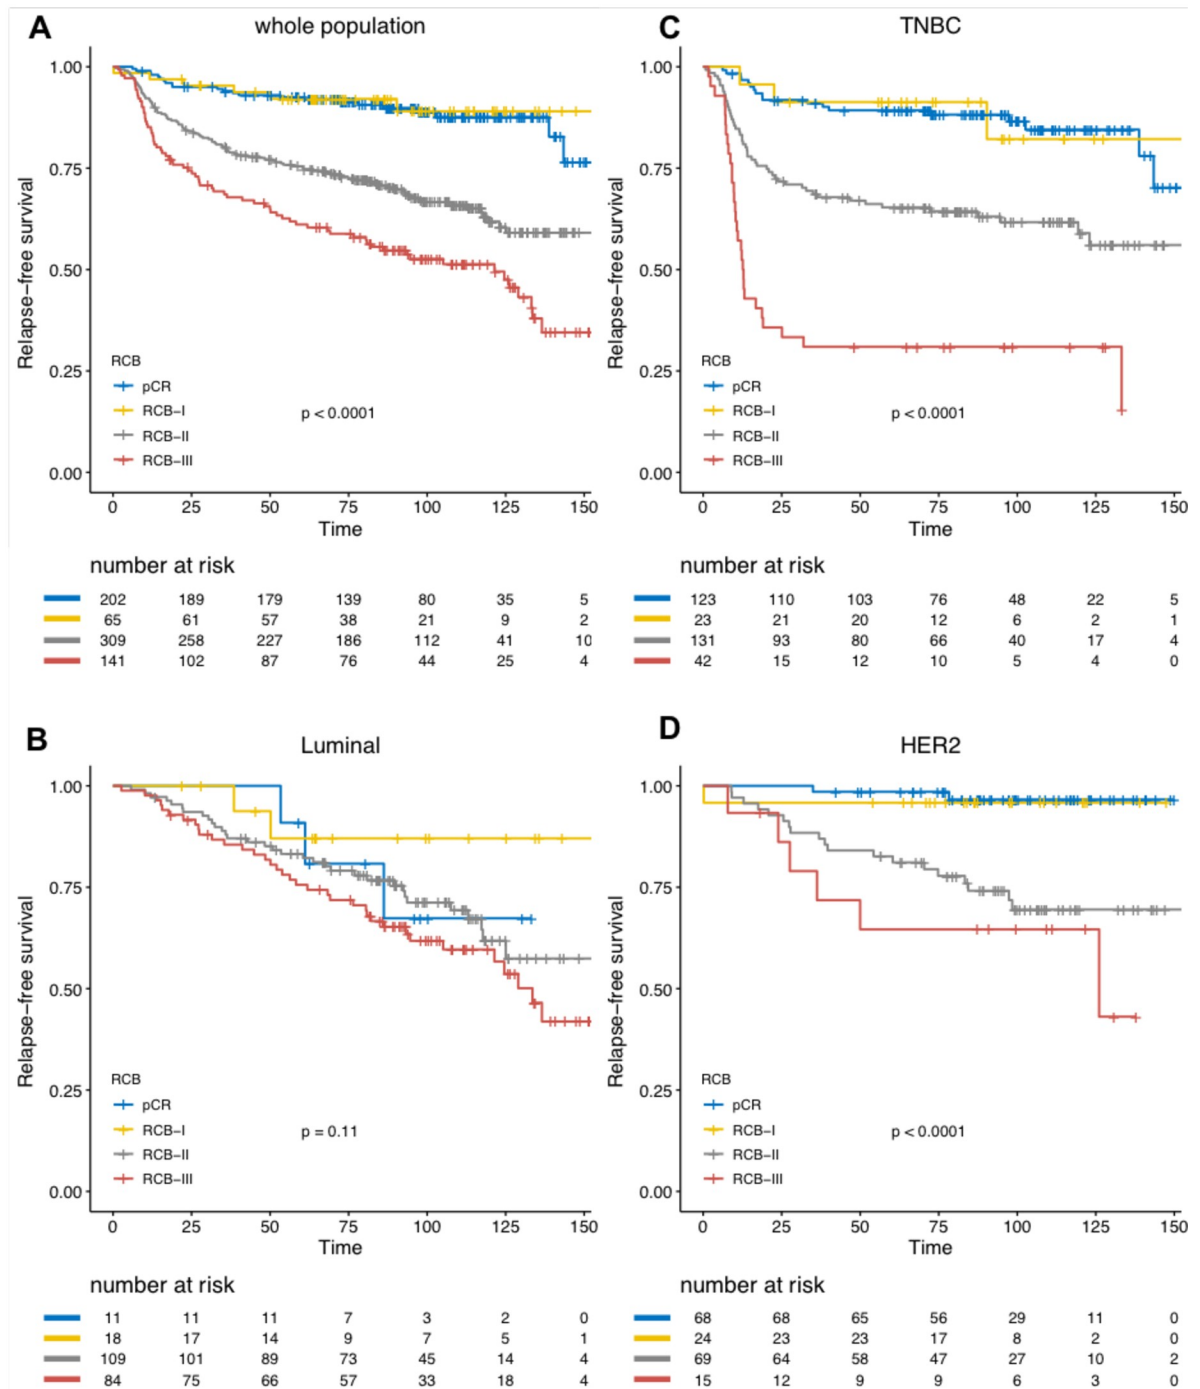 A
whole population
Relapse–free survival
1.00
0.75
0.50
0.25
0.00
RCB
pCR
RCB–I
RCB–II
RCB–III
p < 0.0001
0 25 50 75 100 125 150
Time
number at risk
202 189 179 139 80 35 5
65 61 57 38 21 9 2
309 258 227 186 112 41 10
141 102 87 76 44 25 4
C
TNBC
Relapse–free survival
1.00
0.75
0.50
0.25
0.00
RCB
pCR
RCB–I
RCB–II
RCB–III
p < 0.0001
0 25 50 75 100 125 150
Time
number at risk
123 110 103 76 48 22 5
23 21 20 12 6 2 1
131 93 80 66 40 17 4
42 15 12 10 5 4 0
B
Luminal
Relapse–free survival
1.00
0.75
0.50
0.25
0.00
RCB
pCR
RCB–I
RCB–II
RCB–III
p = 0.11
0 25 50 75 100 125 150
Time
number at risk
11 11 11 7 3 2 0
18 17 14 9 7 5 1
109 101 89 73 45 14 4
84 75 66 57 33 18 4
D
HER2
Relapse–free survival
1.00
0.75
0.50
0.25
0.00
RCB
pCR
RCB–I
RCB–II
RCB–III
p < 0.0001
0 25 50 75 100 125 150
Time
number at risk
68 68 65 56 29 11 0
24 23 23 17 8 2 0
69 64 58 47 27 10 2
15 12 9 9 6 3 0